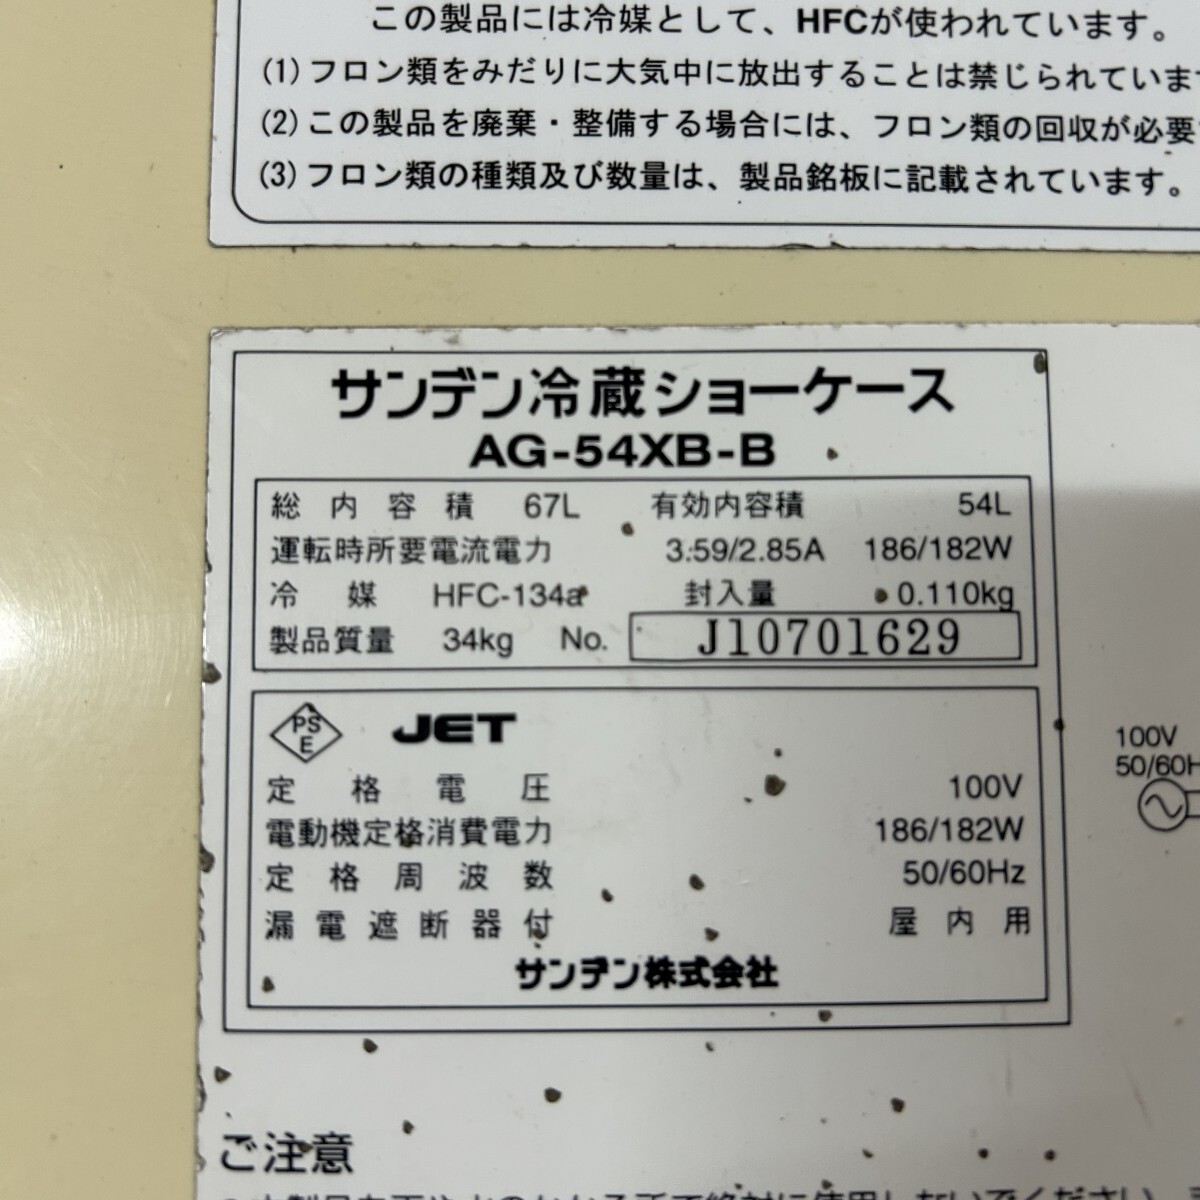 この製品には冷媒として、HFCが使われています。
(1)フロン類をみだりに大気中に放出することは禁じられています
(2)この製品を廃棄・整備する場合には、フロン類の回収が必要
(3)フロン類の種類及び数量は、製品銘板に記載されています。
サンデン冷蔵ショーケース
AG-54XB-B
総内容積 67L 有効内容積 54L
運転時所要電流電力 3.59/2.85A 186/182W
冷媒 HFC-134a 封入量 0.110kg
製品質量 34kg No. J10701629
PSE JET
定格電圧 100V
電動機定格消費電力 186/182W
定格周波数 50/60Hz
漏電遮断器付 屋内用
サンデン株式会社
100V
50/60H
ご注意